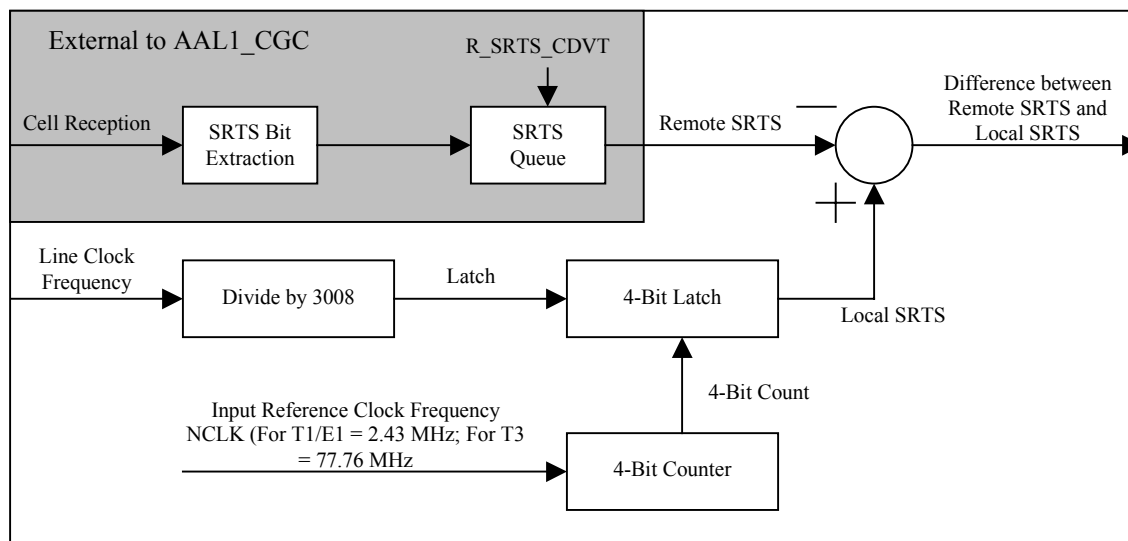 External to AAL1_CGC
R_SRTS_CDVT
Cell Reception
SRTS Bit
Extraction
SRTS
Queue
Remote SRTS
Difference between
Remote SRTS and
Local SRTS
Line Clock
Frequency
Divide by 3008
Latch
4-Bit Latch
Local SRTS
4-Bit Count
Input Reference Clock Frequency
NCLK (For T1/E1 = 2.43 MHz; For T3
= 77.76 MHz
4-Bit Counter